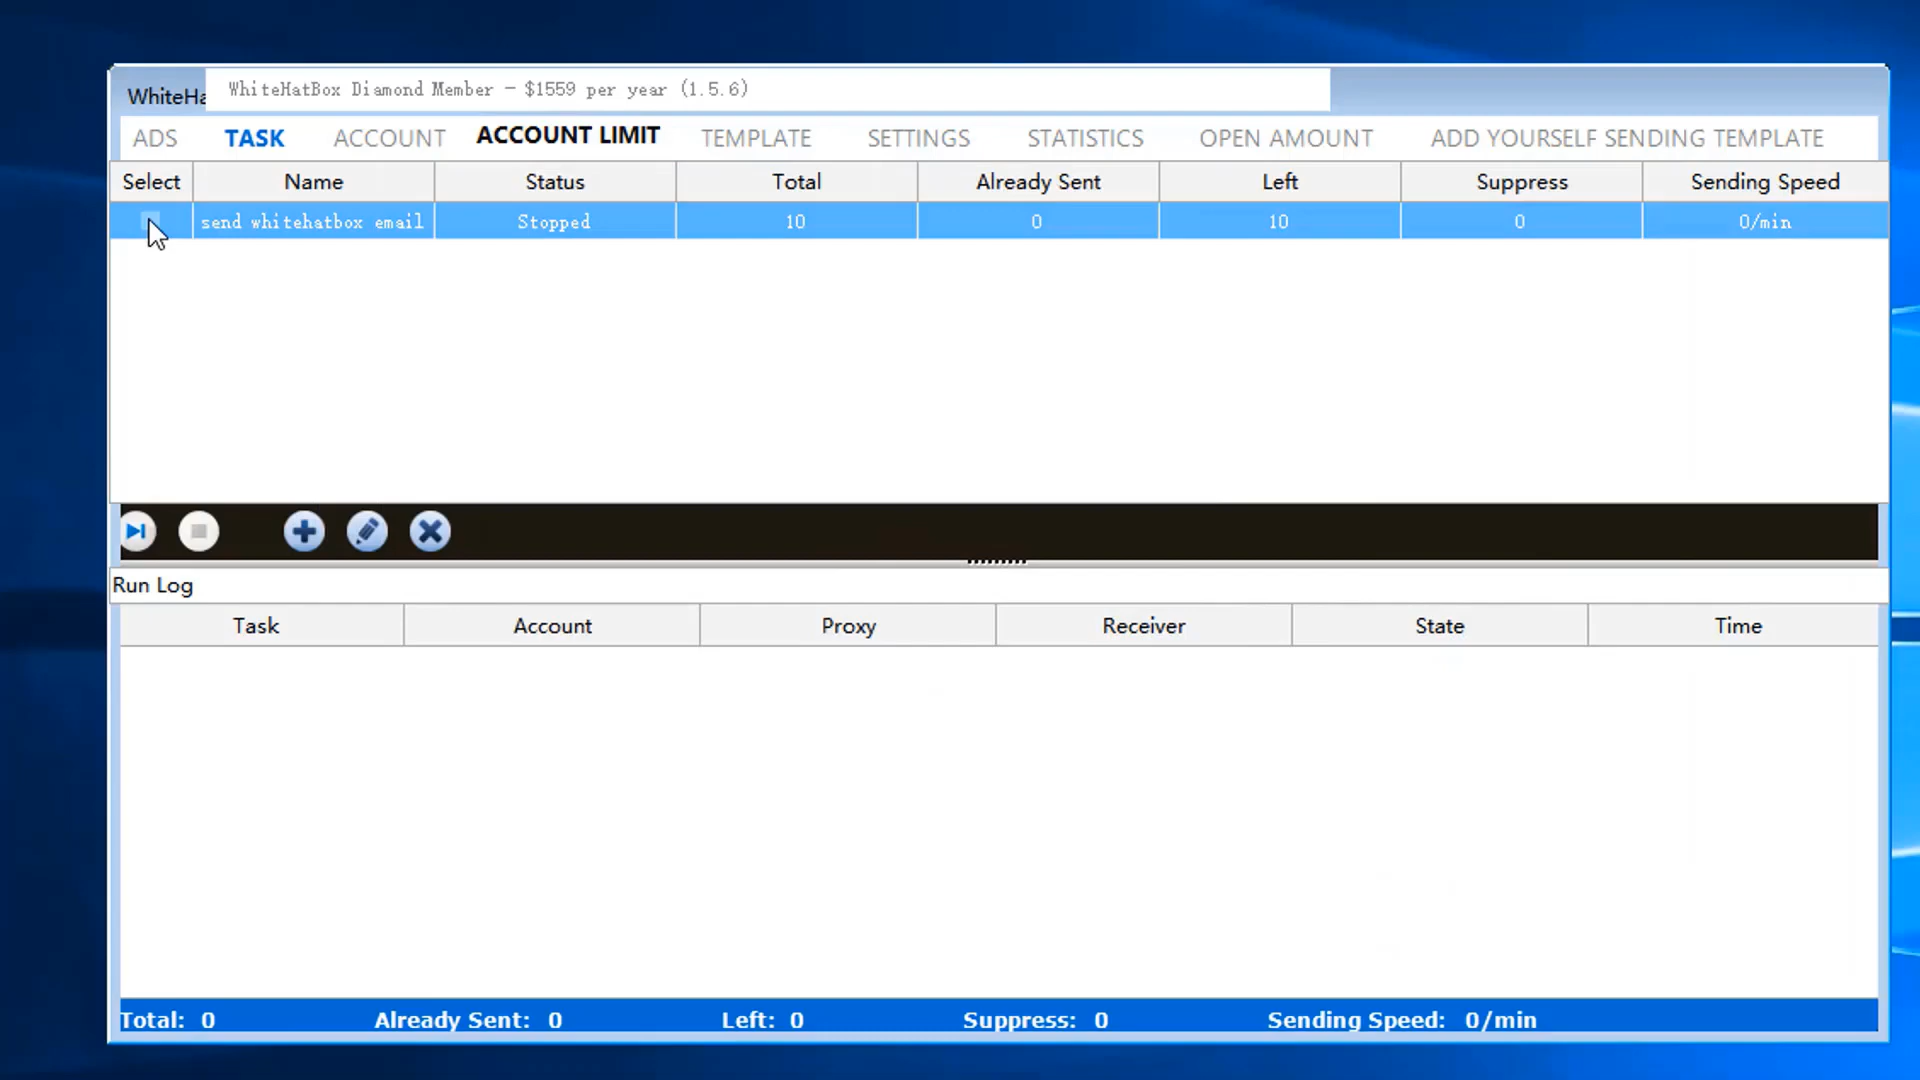 WhiteHa
WhiteHatBox Diamond Member - $1559 per year (1.5.6)
ADS TASK ACCOUNT ACCOUNT LIMIT TEMPLATE SETTINGS STATISTICS OPEN AMOUNT ADD YOURSELF SENDING TEMPLATE
Select Name Status Total Already Sent Left Suppress Sending Speed
send whitehatbox email Stopped 10 0 10 0 0/min
Run Log
Task Account Proxy Receiver State Time
Total: 0 Already Sent: 0 Left: 0 Suppress: 0 Sending Speed: 0/min